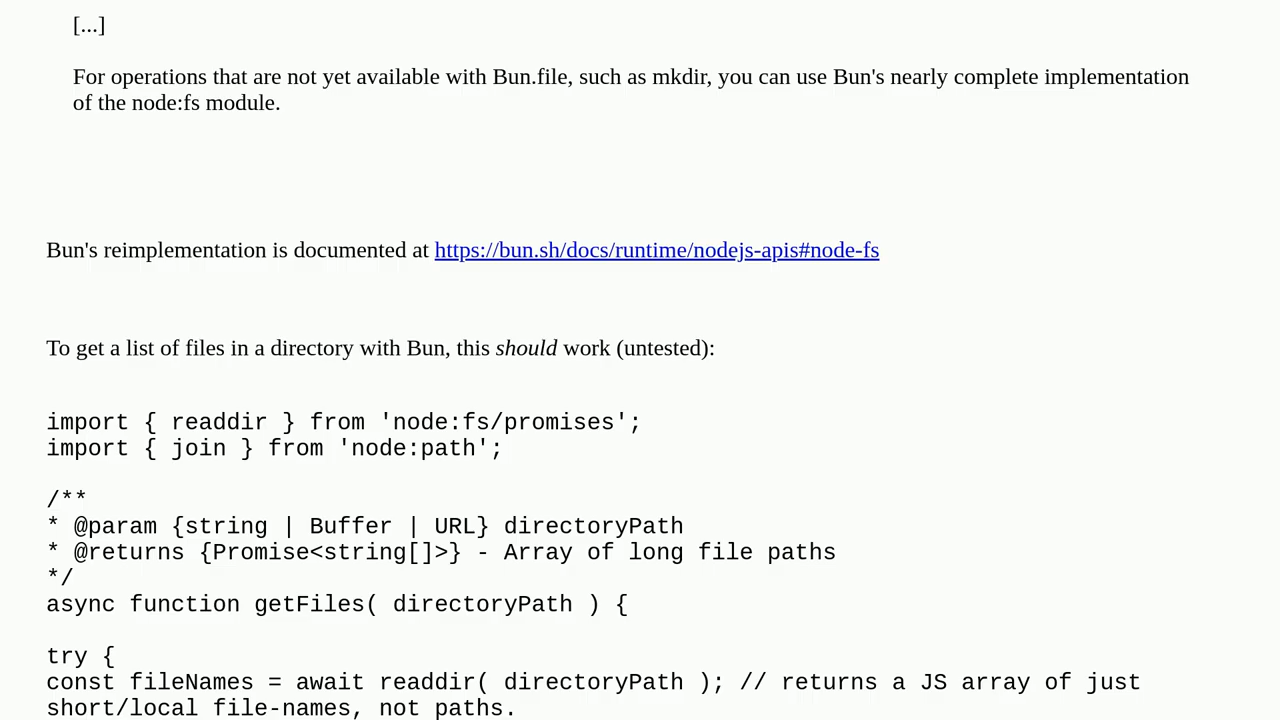 [...]
For operations that are not yet available with Bun.file, such as mkdir, you can use Bun's nearly complete implementation
of the node:fs module.
Bun's reimplementation is documented at https://bun.sh/docs/runtime/nodejs-apis#node-fs
To get a list of files in a directory with Bun, this should work (untested):
import { readdir } from 'node:fs/promises';
import { join } from 'node:path';
/**
* @param {string | Buffer | URL} directoryPath
* @returns {Promise<string[]>} - Array of long file paths
*/
async function getFiles( directoryPath ) {
try {
const fileNames = await readdir( directoryPath ); // returns a JS array of just
short/local file-names, not paths.